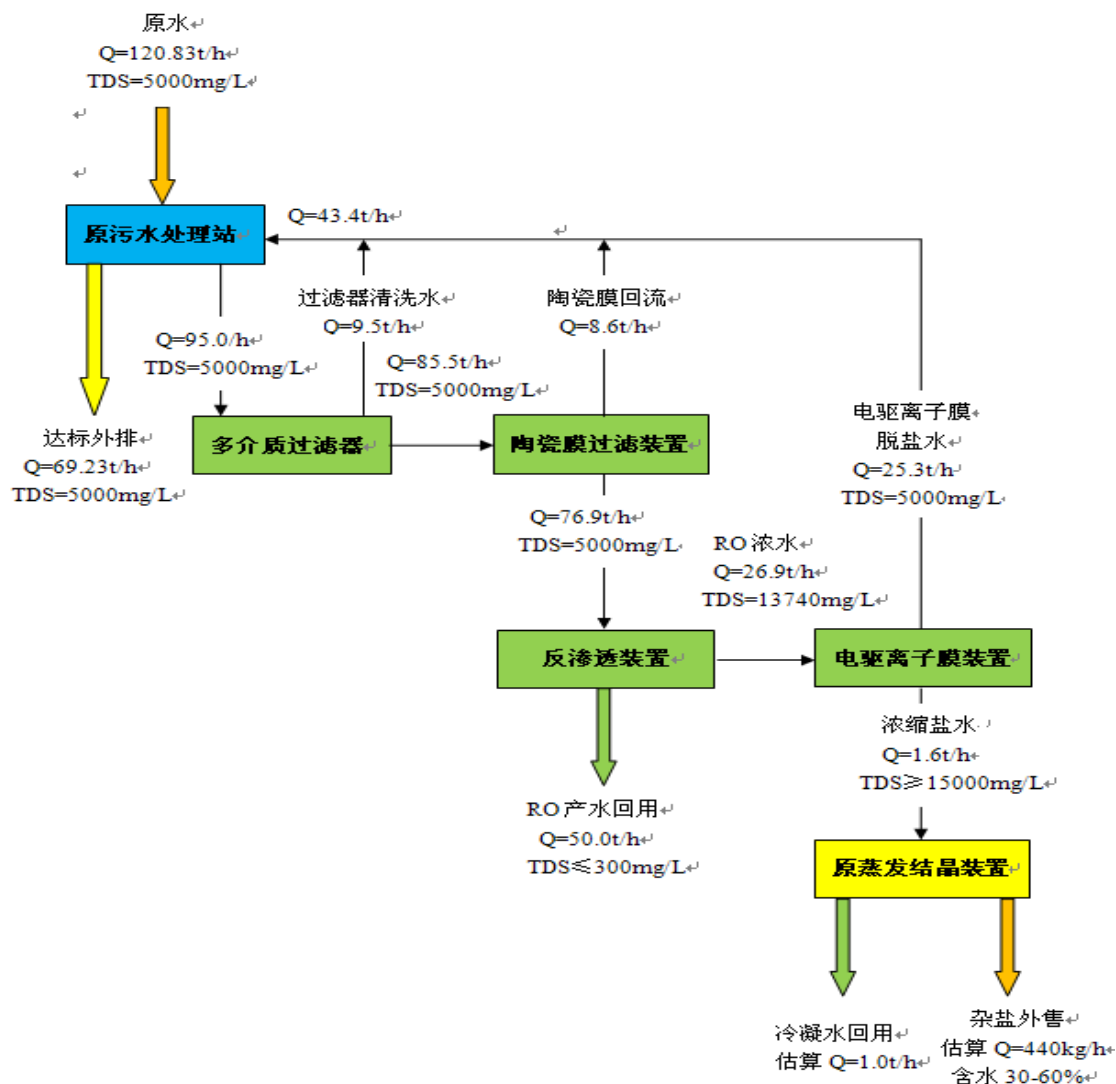 原水
Q=120.83t/h
TDS=5000mg/L
原污水处理站
Q=43.4t/h
过滤器清洗水
Q=9.5t/h
陶瓷膜回流
Q=8.6t/h
Q=95.0/h
TDS=5000mg/L
Q=85.5t/h
TDS=5000mg/L
达标外排
Q=69.23t/h
TDS=5000mg/L
多介质过滤器
陶瓷膜过滤装置
电驱离子膜
脱盐水
Q=25.3t/h
TDS=5000mg/L
Q=76.9t/h
TDS=5000mg/L
RO 浓水
Q=26.9t/h
TDS=13740mg/L
反渗透装置
电驱离子膜装置
浓缩盐水
Q=1.6t/h
TDS≥15000mg/L
RO 产水回用
Q=50.0t/h
TDS≤300mg/L
原蒸发结晶装置
冷凝水回用
估算 Q=1.0t/h
杂盐外售
估算 Q=440kg/h
含水 30-60%